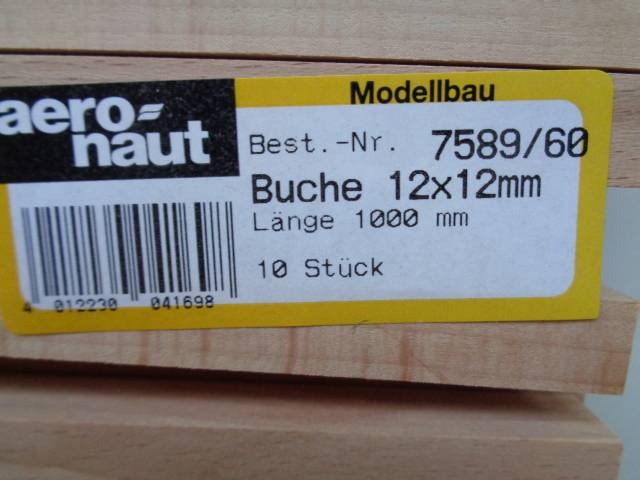 aero-
naut
Modellbau
Best.-Nr. 7589/60
Buche 12x12mm
Länge 1000 mm
10 Stück
4 012230 041698